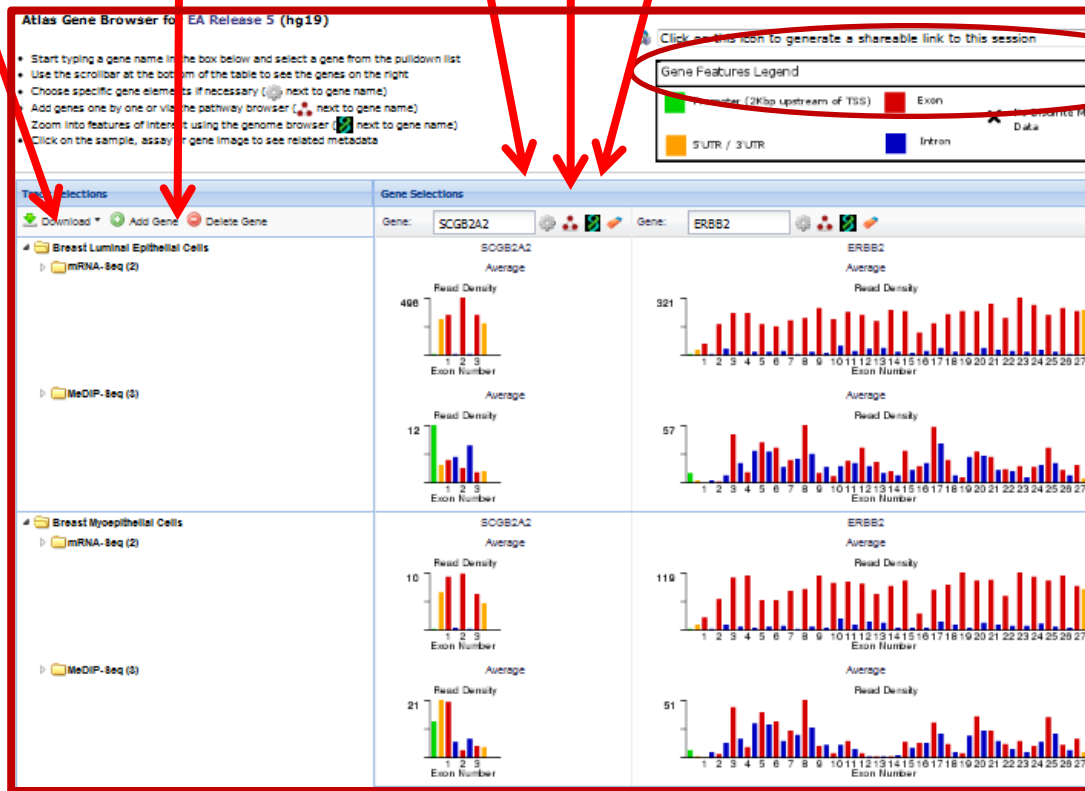 Atlas Gene Browser for EA Release 5 (hg19)
Click on this icon to generate a shareable link to this session
Start typing a gene name in the box below and select a gene from the pulldown list
Use the scrollbar at the bottom of the table to see the genes on the right
Choose specific gene elements if necessary ( next to gene name)
Add genes one by one or via the pathway browser ( next to gene name)
Zoom into features of interest using the genome browser ( next to gene name)
Click on the sample, assay or gene image to see related metadata
Gene Features Legend
Promoter (2Kbp upstream of TSS)
Exon
Data
5'UTR / 3'UTR
Intron
Track Selections
Gene Selections
Download
Add Gene
Delete Gene
Gene: SCGB2A2
Gene: ERBB2
Breast Luminal Epithelial Cells
SCGB2A2
ERBB2
mRNA-Seq (2)
Average
Average
Read Density
Read Density
498
321
1 2 3
1 2 3 4 5 6 7 8 9 10 11 12 13 14 15 16 17 18 19 20 21 22 23 24 25 26 27
Exon Number
Exon Number
MeDIP-Seq (3)
Average
Average
Read Density
Read Density
12
57
1 2 3
1 2 3 4 5 6 7 8 9 10 11 12 13 14 15 16 17 18 19 20 21 22 23 24 25 26 27
Exon Number
Exon Number
Breast Myoepithelial Cells
SCGB2A2
ERBB2
mRNA-Seq (2)
Average
Average
Read Density
Read Density
10
119
1 2 3
1 2 3 4 5 6 7 8 9 10 11 12 13 14 15 16 17 18 19 20 21 22 23 24 25 26 27
Exon Number
Exon Number
MeDIP-Seq (3)
Average
Average
Read Density
Read Density
21
51
1 2 3
1 2 3 4 5 6 7 8 9 10 11 12 13 14 15 16 17 18 19 20 21 22 23 24 25 26 27
Exon Number
Exon Number